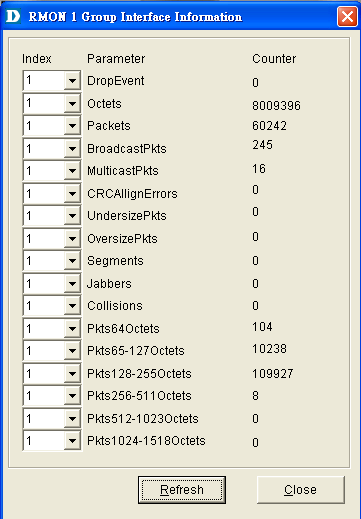 D RMON 1 Group Interface Information
Index Parameter Counter
1 DropEvent 0
1 Octets 8009396
1 Packets 60242
1 BroadcastPkts 245
1 MulticastPkts 16
1 CRCAllignErrors 0
1 UndersizePkts 0
1 OversizePkts 0
1 Segments 0
1 Jabbers 0
1 Collisions 0
1 Pkts64Octets 104
1 Pkts65-127Octets 10238
1 Pkts128-255Octets 109927
1 Pkts256-511Octets 8
1 Pkts512-1023Octets 0
1 Pkts1024-1518Octets 0
Refresh Close